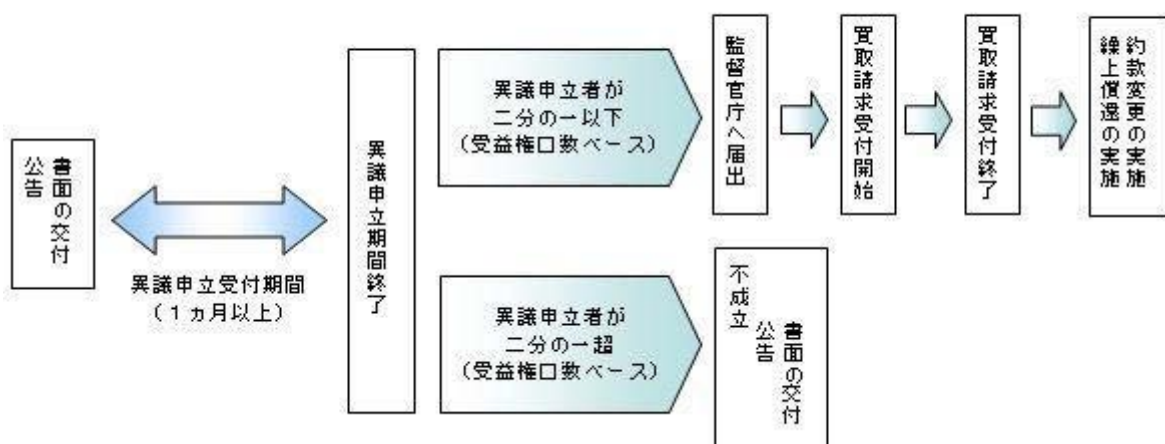 書面の交付
公告
異議申立受付期間
（１ヵ月以上）
異議申立期間終了
異議申立者が
二分の一以下
（受益権口数ベース）
監督官庁へ届出
買取請求受付開始
買取請求受付終了
約款変更の実施
繰上償還の実施
異議申立者が
二分の一超
（受益権口数ベース）
不成立
書面の交付
公告